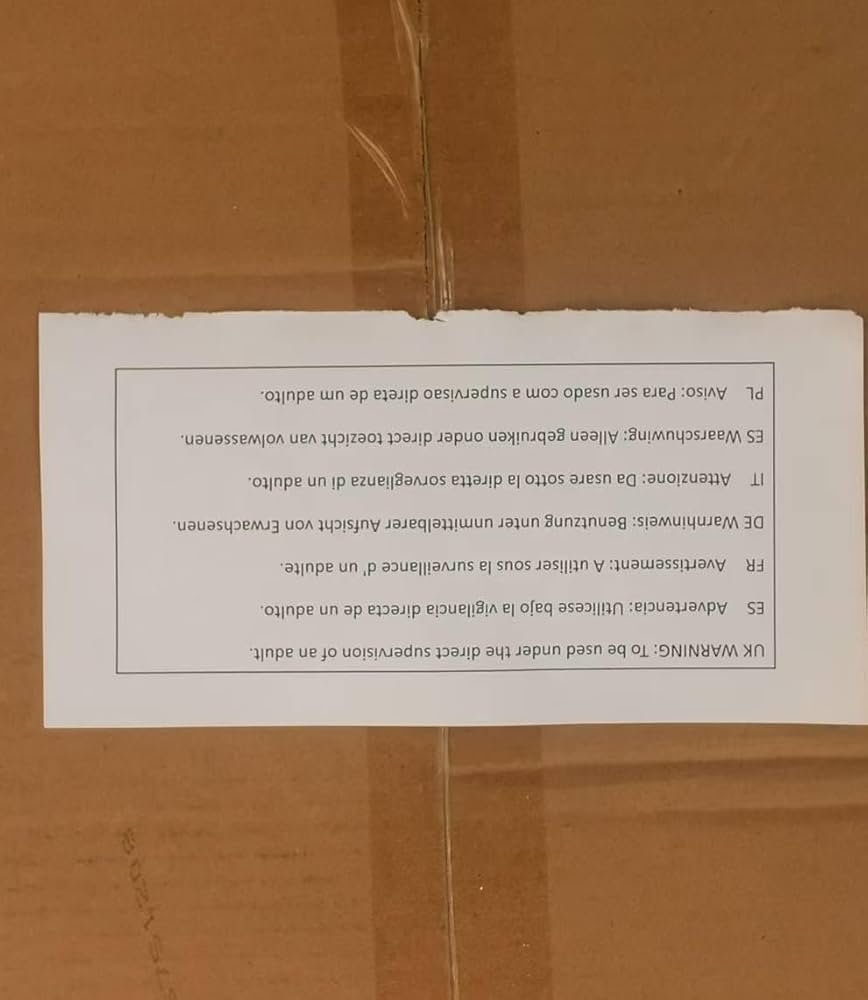 UK WARNING: To be used under the direct supervision of an adult.
ES Advertencia: Utilicese bajo la vigilancia directa de un adulto.
FR Avertissement: A utiliser sous la surveillance d' un adulte.
DE Warnhinweis: Benutzung unter unmittelbarer Aufsicht von Erwachsenen.
IT Attenzione: Da usare sotto la diretta sorveglianza di un adulto.
ES Waarschuwing: Alleen gebruiken onder direct toezicht van volwassenen.
PL Aviso: Para ser usado com a supervisao direta de um adulto.